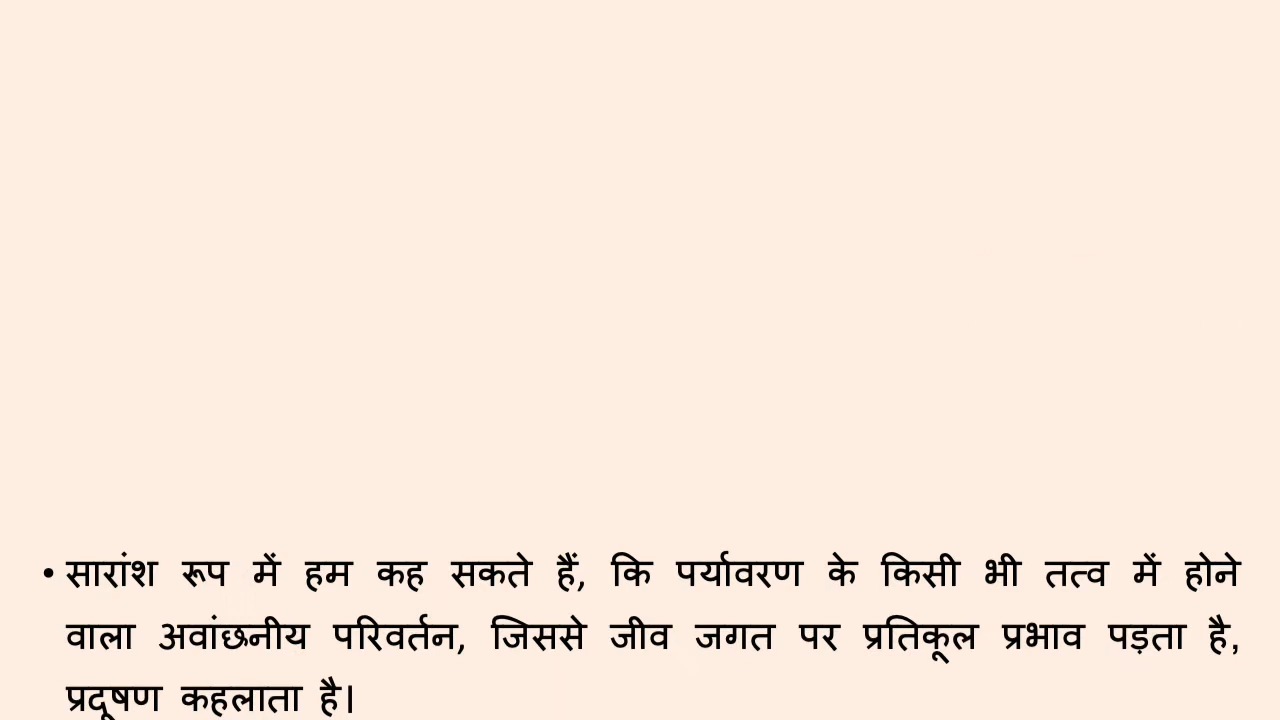 • सारांश रूप में हम कह सकते हैं, कि पर्यावरण के किसी भी तत्व में होने
वाला अवांछनीय परिवर्तन, जिससे जीव जगत पर प्रतिकूल प्रभाव पड़ता है,
प्रदूषण कहलाता है।